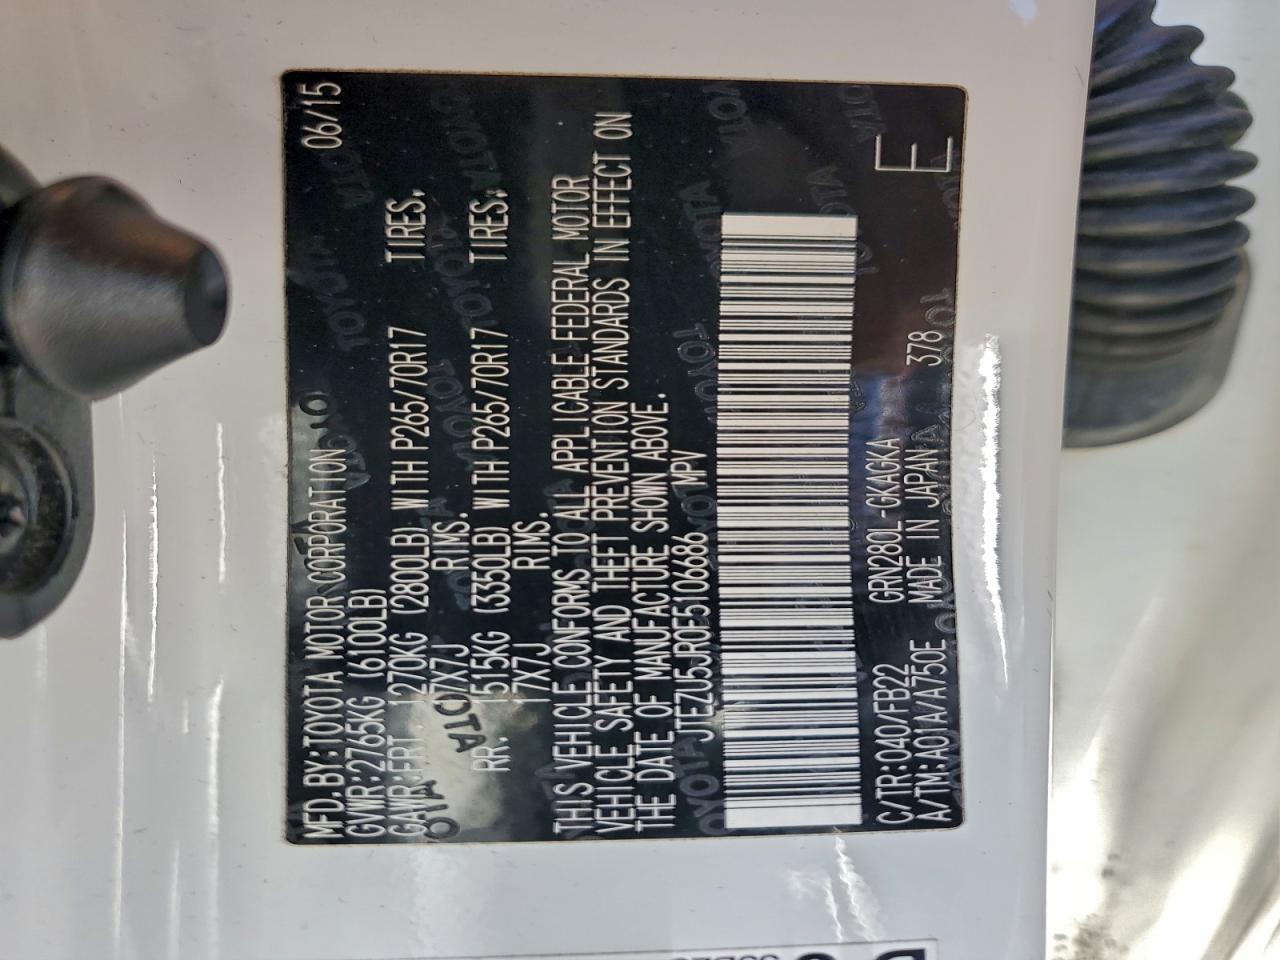 MFD.BY:TOYOTA MOTOR CORPORATION 06/15
GVWR:2765KG (6100LB)
GAWR:FRT 1270KG (2800LB) WITH P265/70R17 TIRES,
17X7J RIMS.
RR. 1515KG (3350LB) WITH P265/70R17 TIRES,
17X7J RIMS.
THIS VEHICLE CONFORMS TO ALL APPLICABLE FEDERAL MOTOR
VEHICLE SAFETY AND THEFT PREVENTION STANDARDS IN EFFECT ON
THE DATE OF MANUFACTURE SHOWN ABOVE.
JTEZU5JR0F5106686 MPV
C/TR:040/FB22 GRN280L-GKAGKA
A/TM:A01A/A750E MADE IN JAPAN 378 E